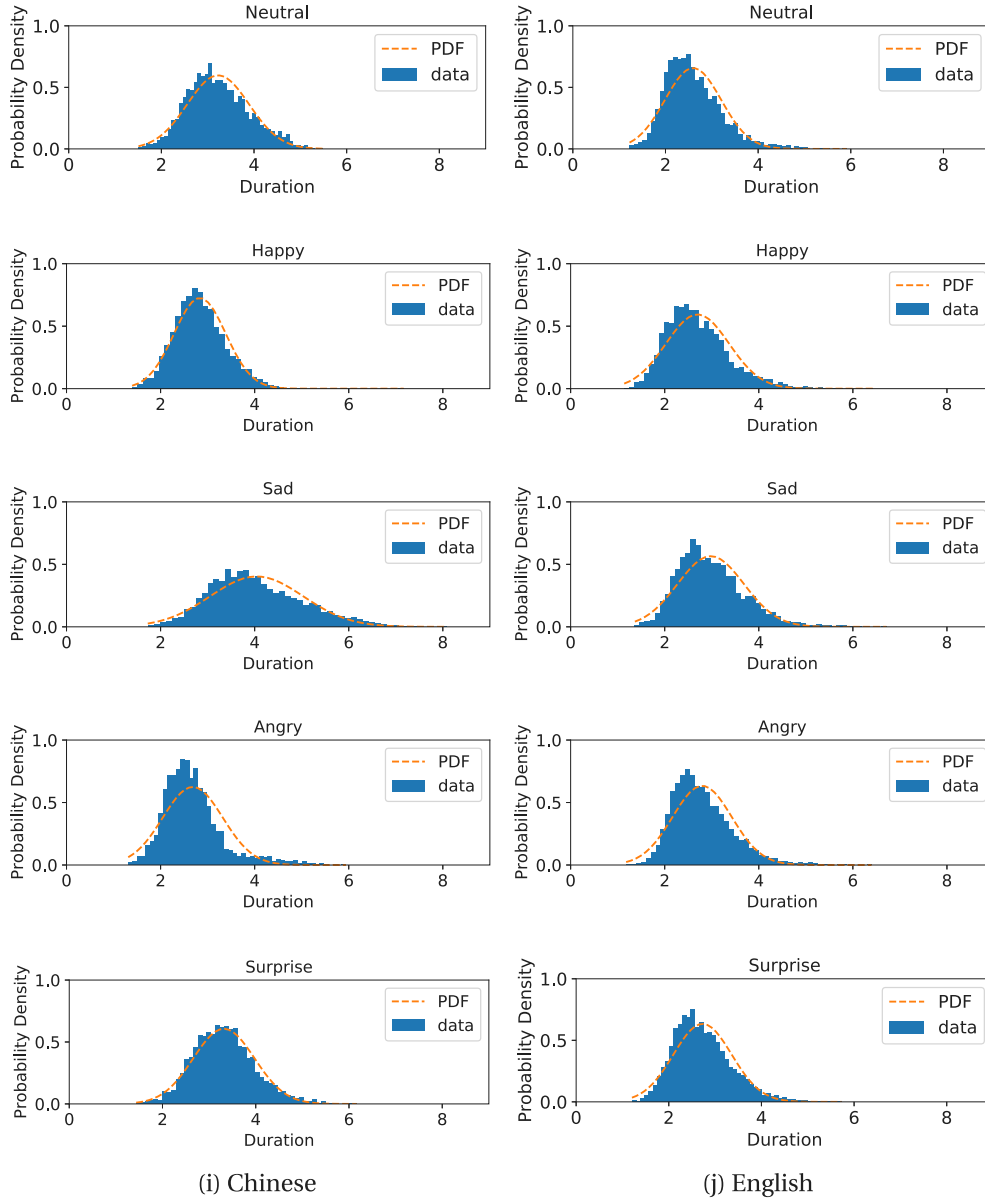 Neutral
Probability Density
1.0
0.5
0.0
PDF
data
0 2 4 6 8
Duration
Neutral
Probability Density
1.0
0.5
0.0
PDF
data
0 2 4 6 8
Duration
Happy
Probability Density
1.0
0.5
0.0
PDF
data
0 2 4 6 8
Duration
Happy
Probability Density
1.0
0.5
0.0
PDF
data
0 2 4 6 8
Duration
Sad
Probability Density
1.0
0.5
0.0
PDF
data
0 2 4 6 8
Duration
Sad
Probability Density
1.0
0.5
0.0
PDF
data
0 2 4 6 8
Duration
Angry
Probability Density
1.0
0.5
0.0
PDF
data
0 2 4 6 8
Duration
Angry
Probability Density
1.0
0.5
0.0
PDF
data
0 2 4 6 8
Duration
Surprise
Probability Density
1.0
0.5
0.0
PDF
data
0 2 4 6 8
Duration
Surprise
Probability Density
1.0
0.5
0.0
PDF
data
0 2 4 6 8
Duration
(i) Chinese
(j) English